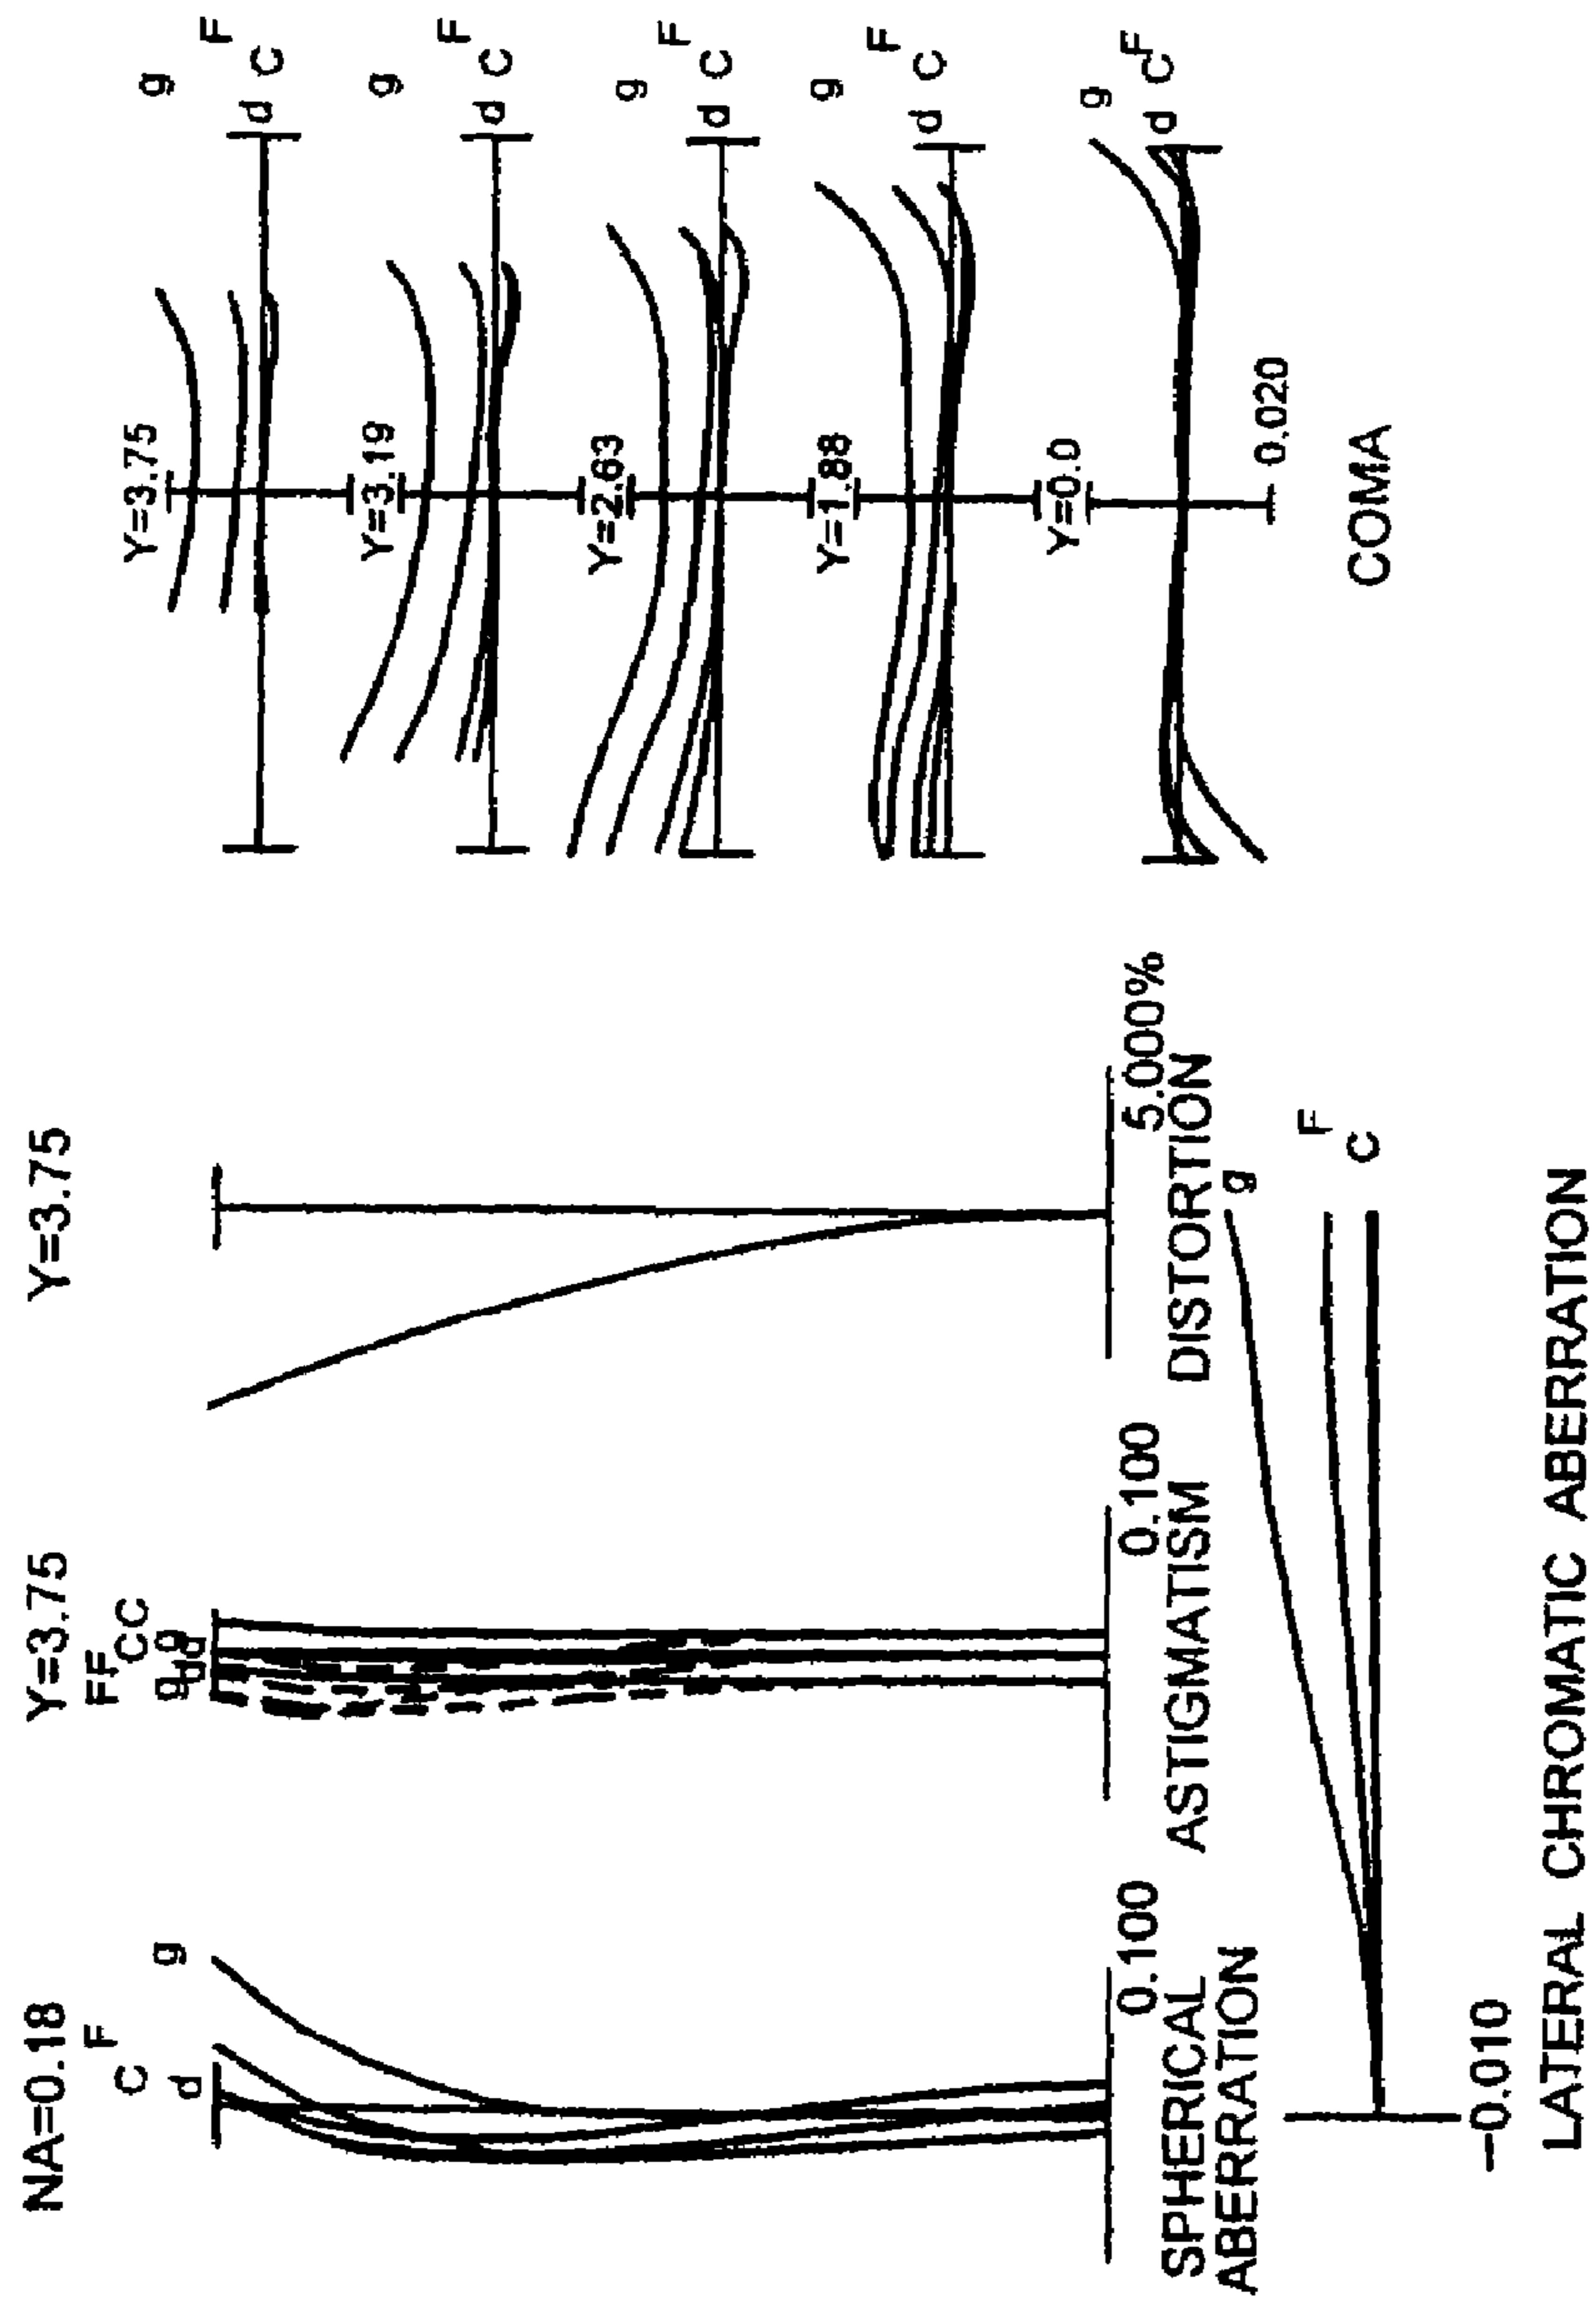 NA=0.18
C F
d g
0.100
SPHERICAL
ABERRATION
Y=3.75
FF CC
g d g d
0.100
ASTIGMATISM
Y=3.75
5.000%
DISTORTION
g
F
C
−0.010
LATERAL CHROMATIC ABERRATION
Y=3.75
g
F
d C
Y=3.19
g
F
d C
Y=2.63
g
F
d C
Y=1.88
g
F
d C
Y=0.0
g
d C F
0.020
COMA